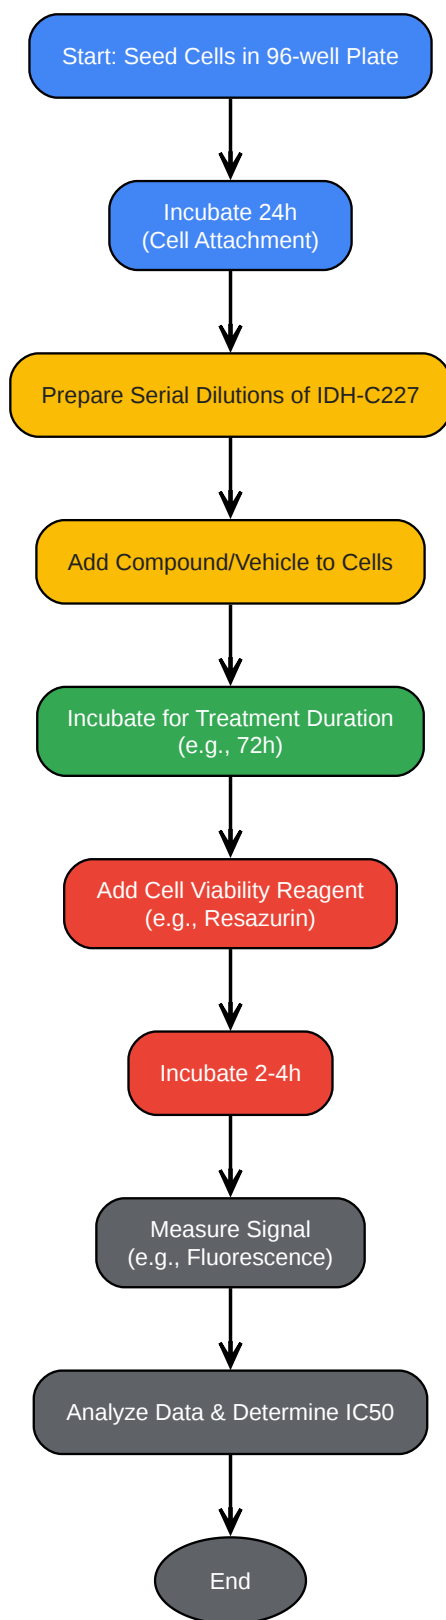 Start: Seed Cells in 96-well Plate
Incubate 24h
(Cell Attachment)
Prepare Serial Dilutions of IDH-C227
Add Compound/Vehicle to Cells
Incubate for Treatment Duration
(e.g., 72h)
Add Cell Viability Reagent
(e.g., Resazurin)
Incubate 2-4h
Measure Signal
(e.g., Fluorescence)
Analyze Data & Determine IC50
End